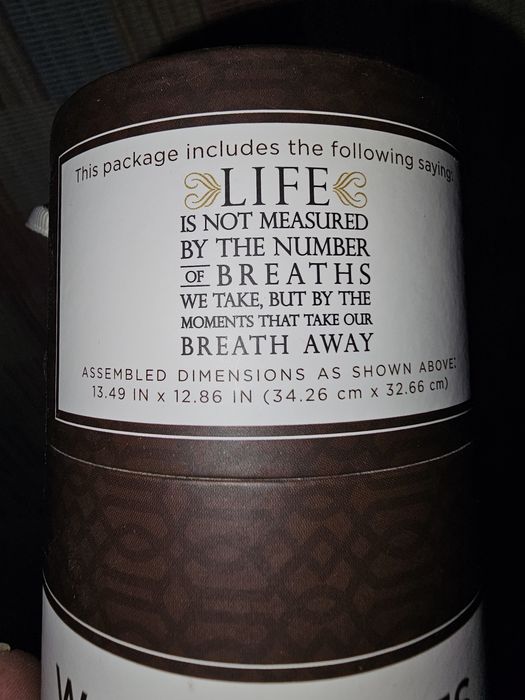 This package includes the following saying:
LIFE
IS NOT MEASURED
BY THE NUMBER
OF BREATHS
WE TAKE, BUT BY THE
MOMENTS THAT TAKE OUR
BREATH AWAY
ASSEMBLED DIMENSIONS AS SHOWN ABOVE:
13.49 IN x 12.86 IN (34.26 cm x 32.66 cm)